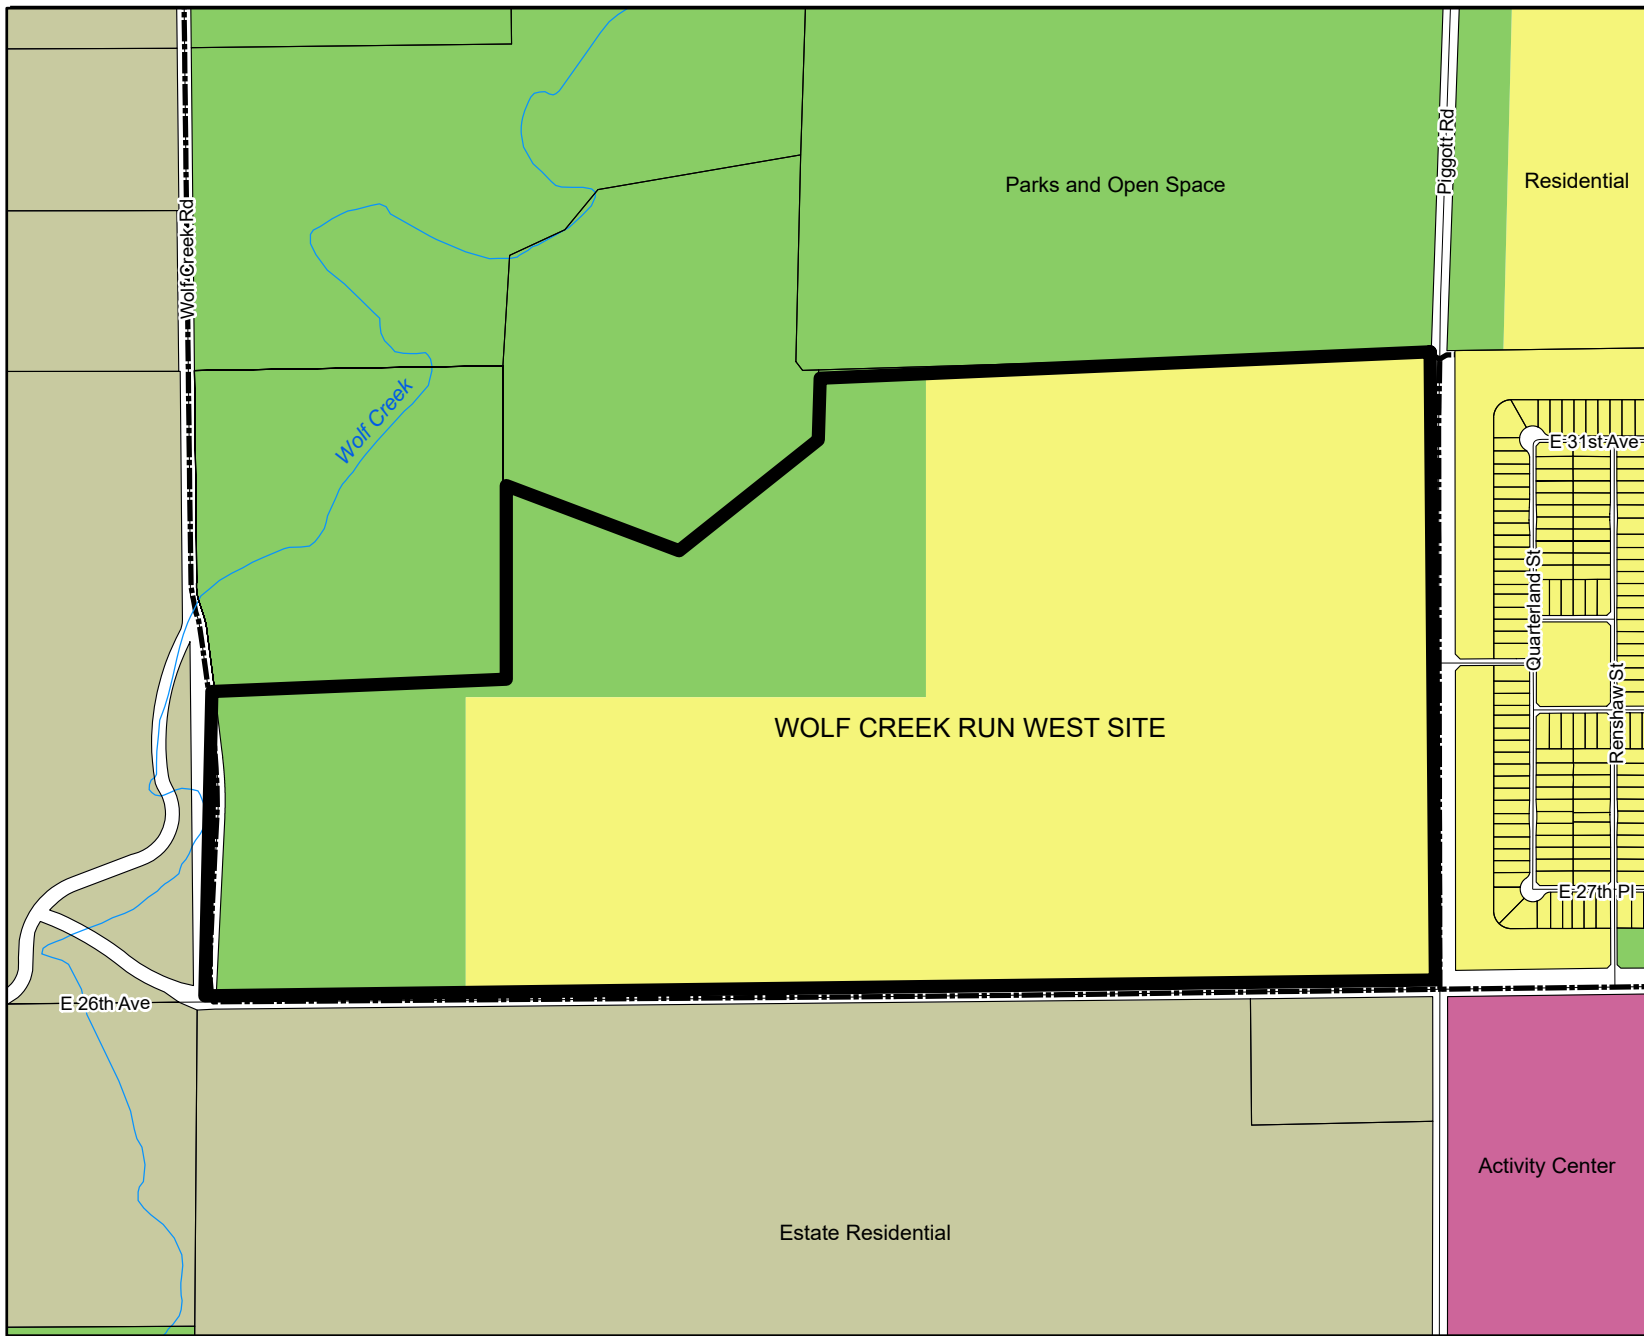 Parks and Open Space
Residential
Piggott Rd
Wolf Creek Rd
Wolf Creek
E 31st Ave
Quarterland St
Renshaw St
WOLF CREEK RUN WEST SITE
E 27th Pl
E 26th Ave
Activity Center
Estate Residential